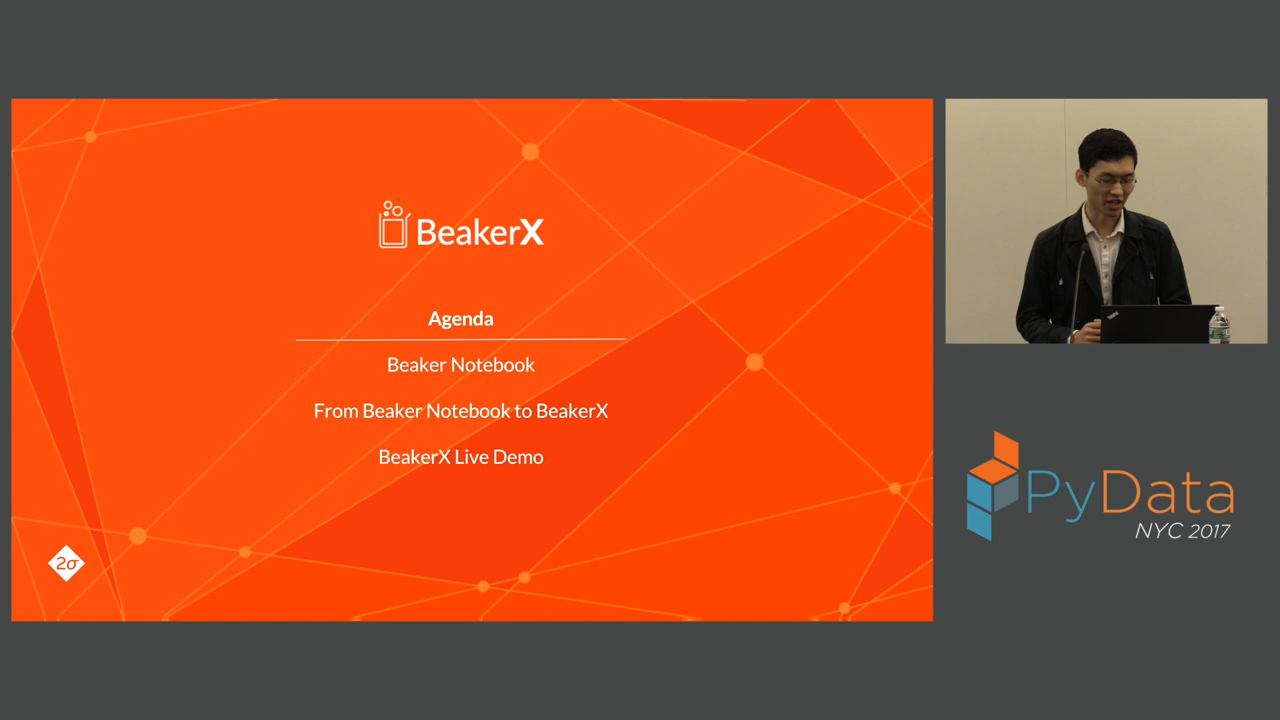 BeakerX
Agenda
Beaker Notebook
From Beaker Notebook to BeakerX
BeakerX Live Demo
2σ
PyData
NYC 2017